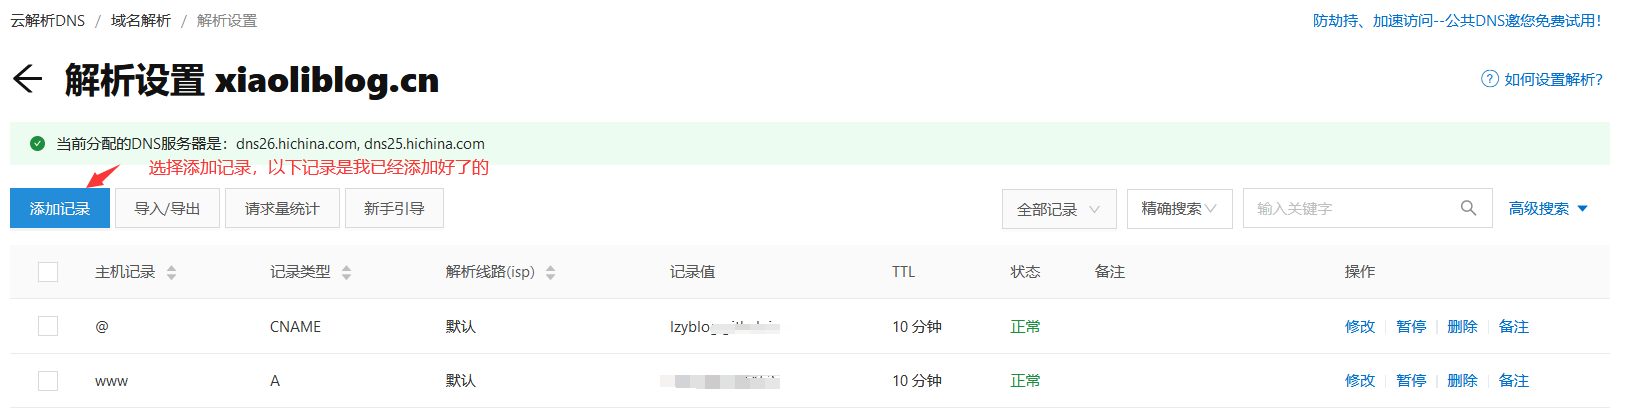 云解析DNS / 域名解析 / 解析设置
防劫持、加速访问--公共DNS邀您免费试用!
解析设置 xiaoliblog.cn
如何设置解析?
当前分配的DNS服务器是: dns26.hichina.com, dns25.hichina.com
选择添加记录，以下记录是我已经添加好了的
添加记录 导入/导出 请求量统计 新手引导 全部记录 精确搜索 输入关键字 高级搜索
主机记录 记录类型 解析线路(isp) 记录值 TTL 状态 备注 操作
@ CNAME 默认 10 分钟 正常 修改 暂停 删除 备注
www A 默认 10 分钟 正常 修改 暂停 删除 备注